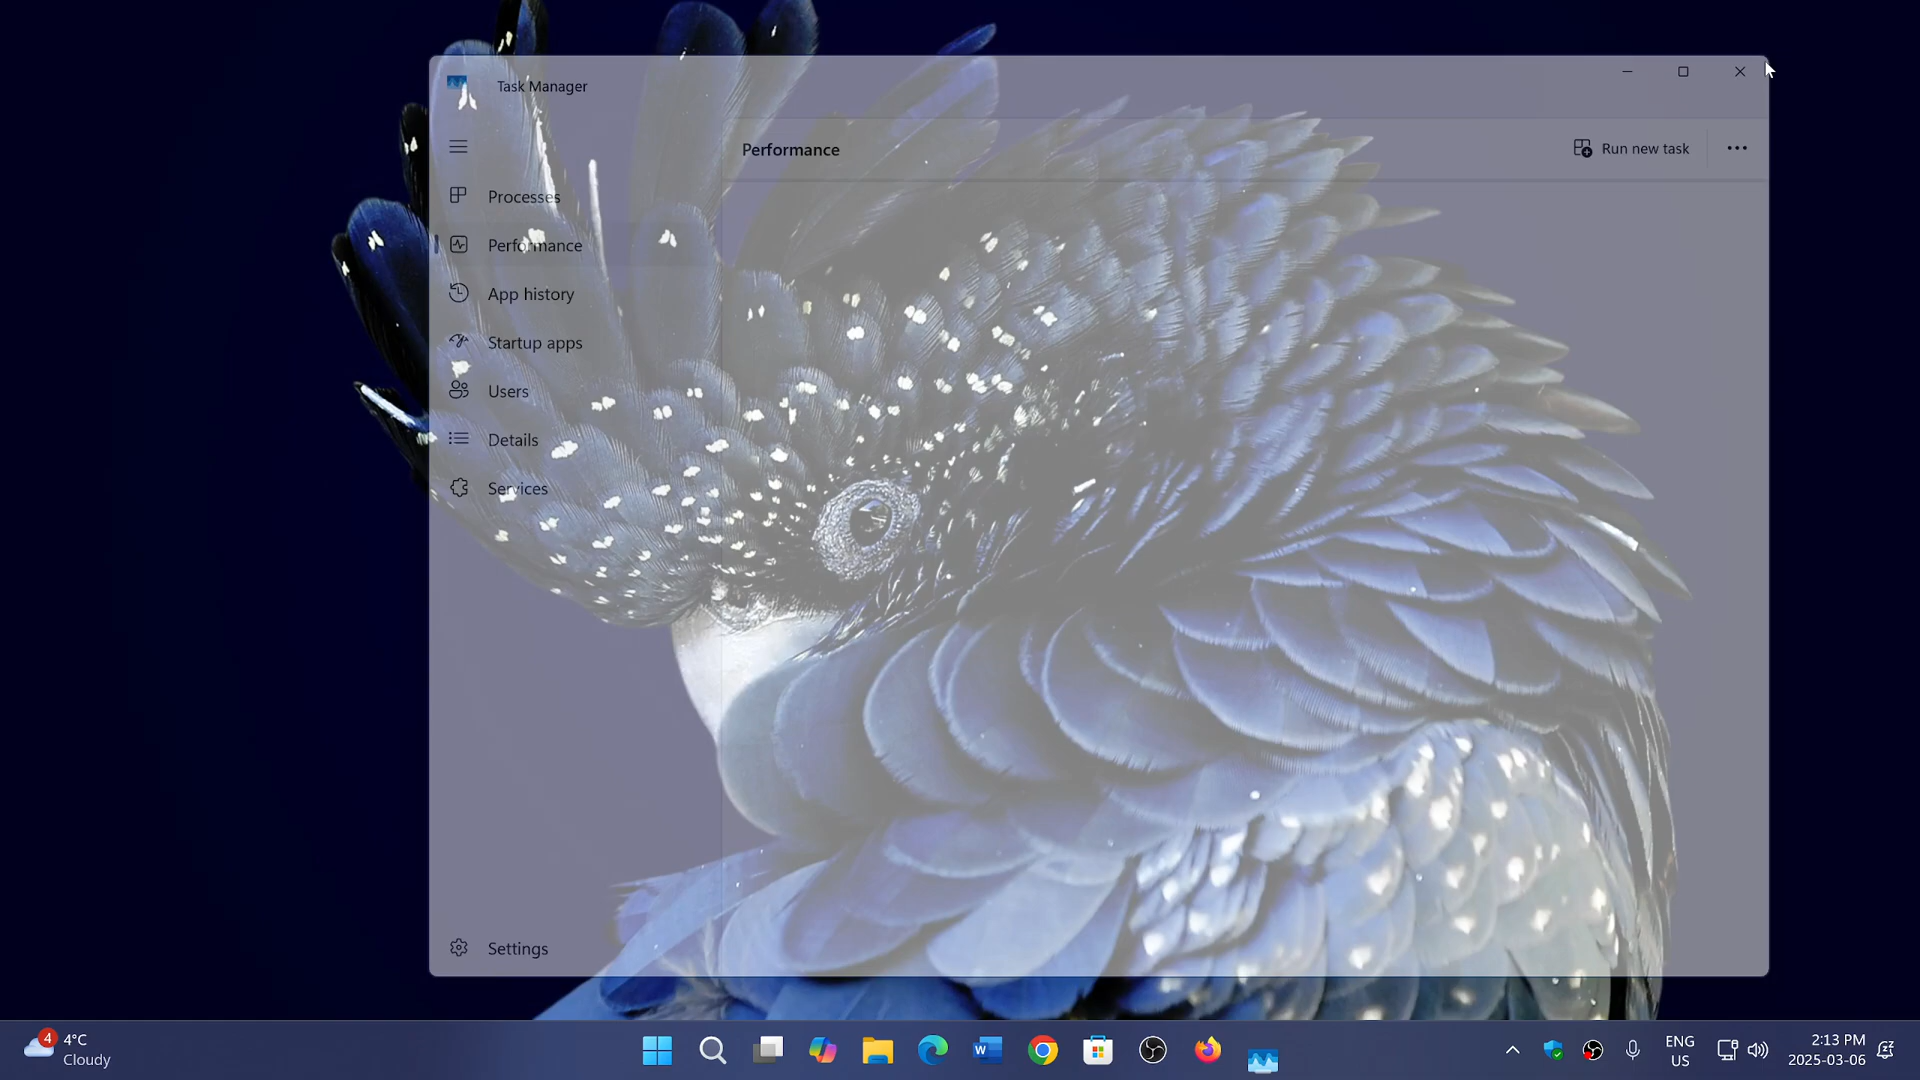 Task Manager
Performance
Run new task
Processes
Performance
App history
Startup apps
Users
Details
Services
Settings
4
4°C
Cloudy
W
ENG
US
2:13 PM
2025-03-06